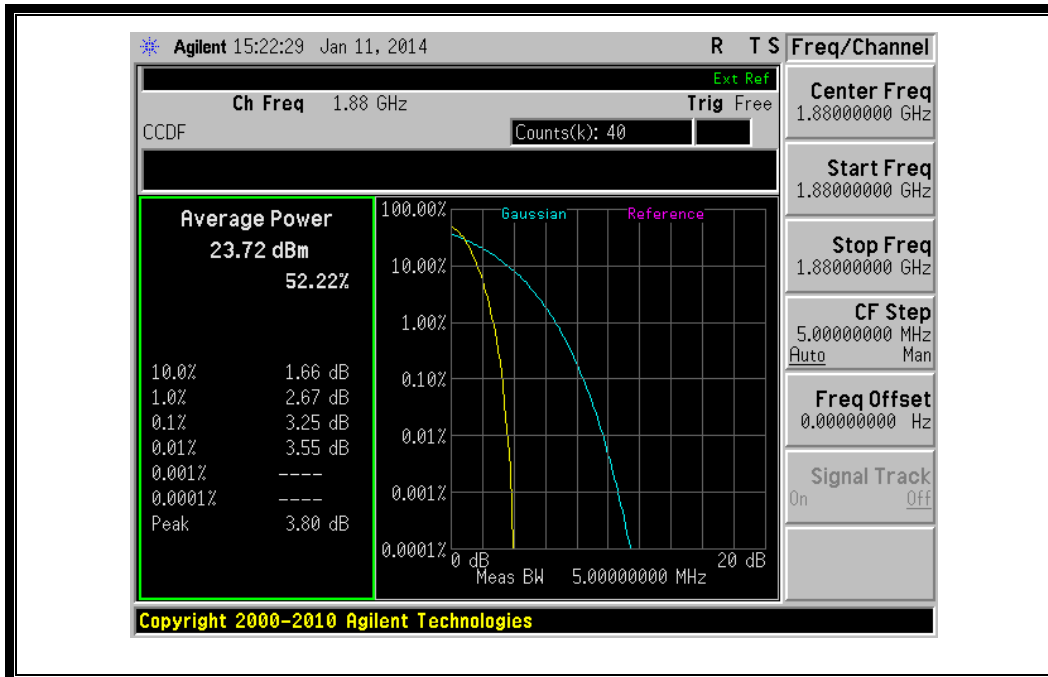 Agilent 15:22:29 Jan 11, 2014 R T S
Freq/Channel
Ext Ref
Ch Freq 1.88 GHz Trig Free
CCDF Counts(k): 40
Average Power
23.72 dBm
52.22%
10.0% 1.66 dB
1.0% 2.67 dB
0.1% 3.25 dB
0.01% 3.55 dB
0.001% ----
0.0001% ----
Peak 3.80 dB
Gaussian Reference
100.00%
10.00%
1.00%
0.10%
0.01%
0.001%
0.0001%
0 dB 20 dB
Meas BW 5.00000000 MHz
Center Freq
1.88000000 GHz
Start Freq
1.88000000 GHz
Stop Freq
1.88000000 GHz
CF Step
5.00000000 MHz
Auto Man
Freq Offset
0.00000000 Hz
Signal Track
On Off
Copyright 2000-2010 Agilent Technologies